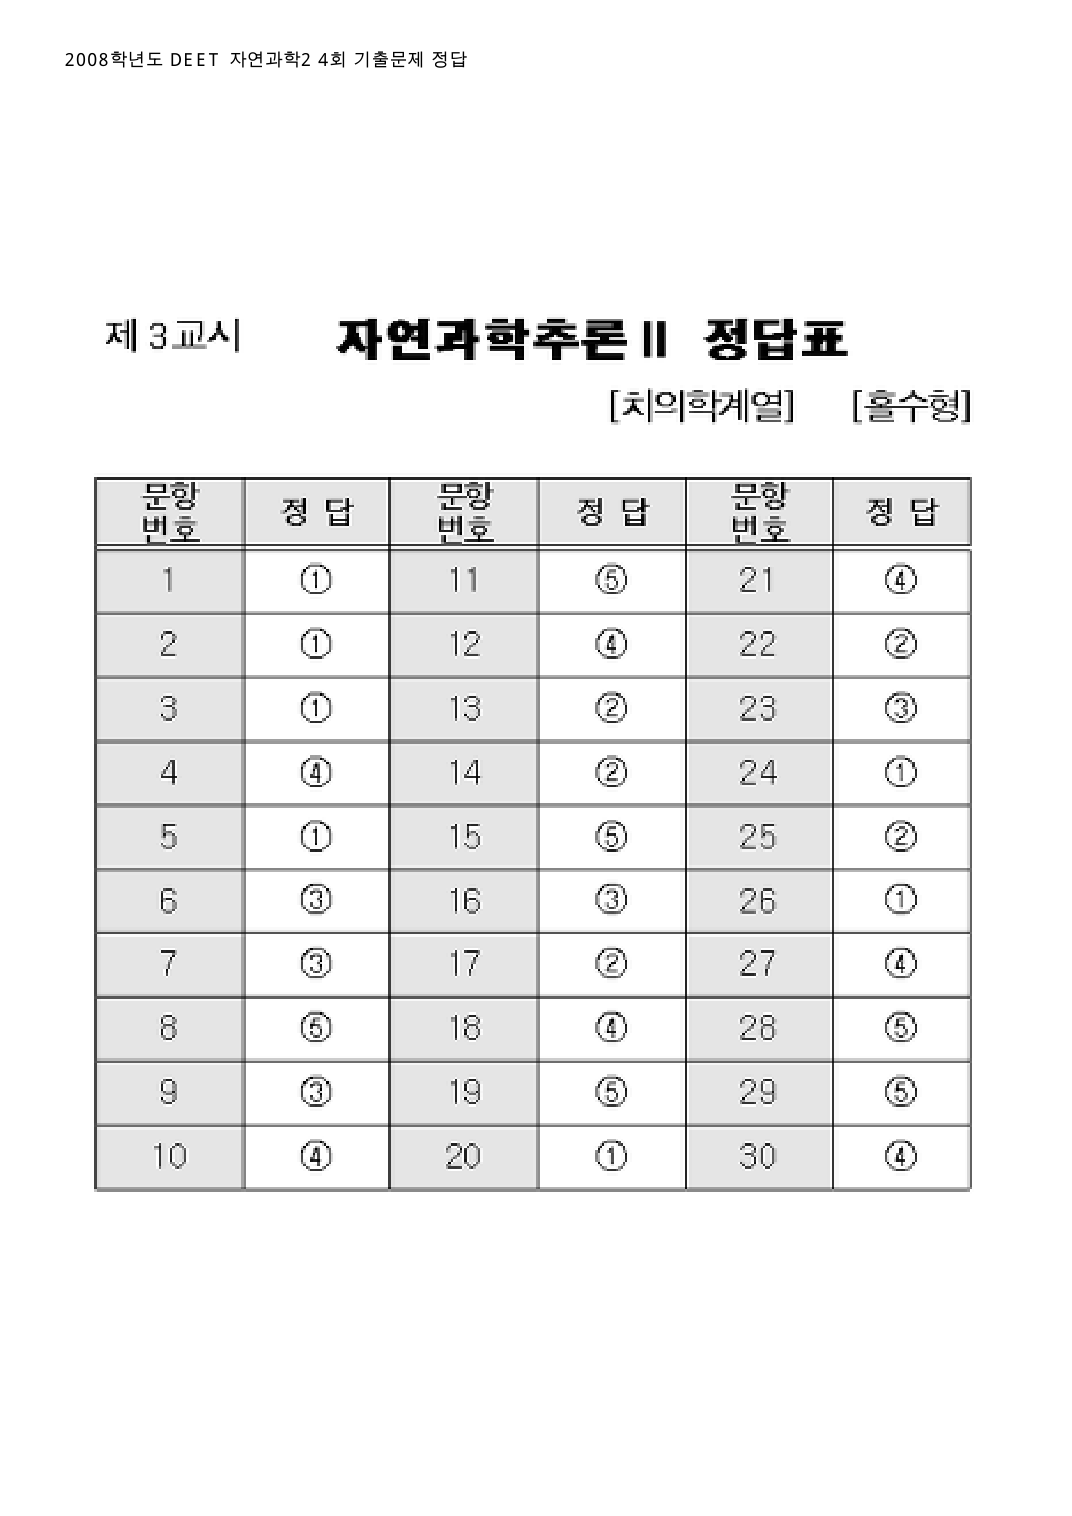 2008학년도 DEET 자연과학2 4회 기출문제 정답
제 3 교시 자연과학추론Ⅱ 정답표
[치의학계열] [홀수형]
문항 번호 정 답 문항 번호 정 답 문항 번호 정 답
1 ① 11 ⑤ 21 ④
2 ① 12 ④ 22 ②
3 ① 13 ② 23 ③
4 ④ 14 ② 24 ①
5 ① 15 ⑤ 25 ②
6 ③ 16 ③ 26 ①
7 ③ 17 ② 27 ④
8 ⑤ 18 ④ 28 ⑤
9 ③ 19 ⑤ 29 ⑤
10 ④ 20 ① 30 ④